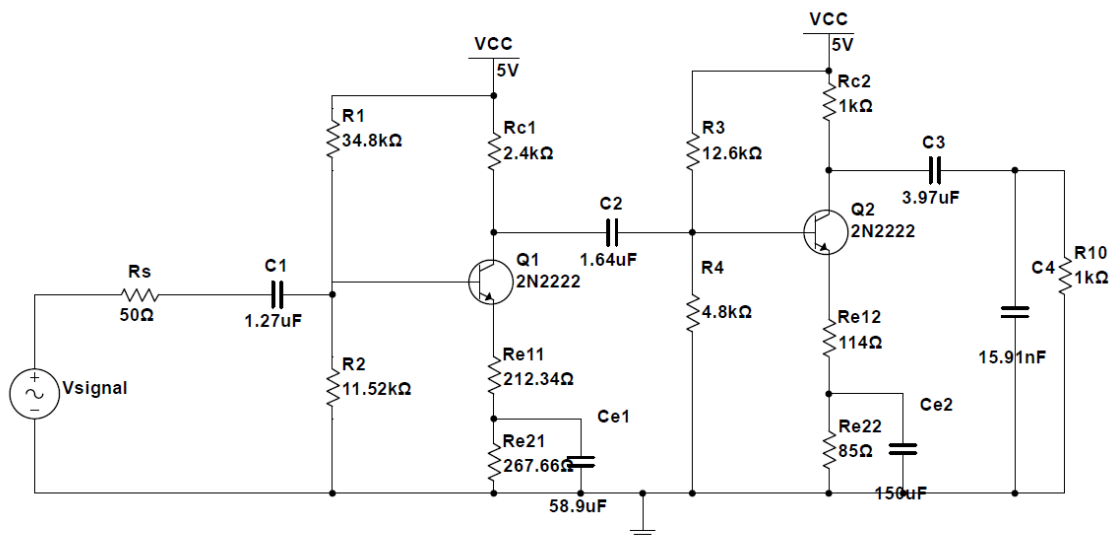 VCC
5V
VCC
5V
R1
34.8kΩ
Rc1
2.4kΩ
R3
12.6kΩ
Rc2
1kΩ
C3
3.97uF
C2
1.64uF
Q1
2N2222
Q2
2N2222
R4
4.8kΩ
Rs
50Ω
C1
1.27uF
C4
15.91nF
R10
1kΩ
Re11
212.34Ω
Re12
114Ω
Vsignal
R2
11.52kΩ
Re21
267.66Ω
Ce1
58.9uF
Re22
85Ω
Ce2
150uF